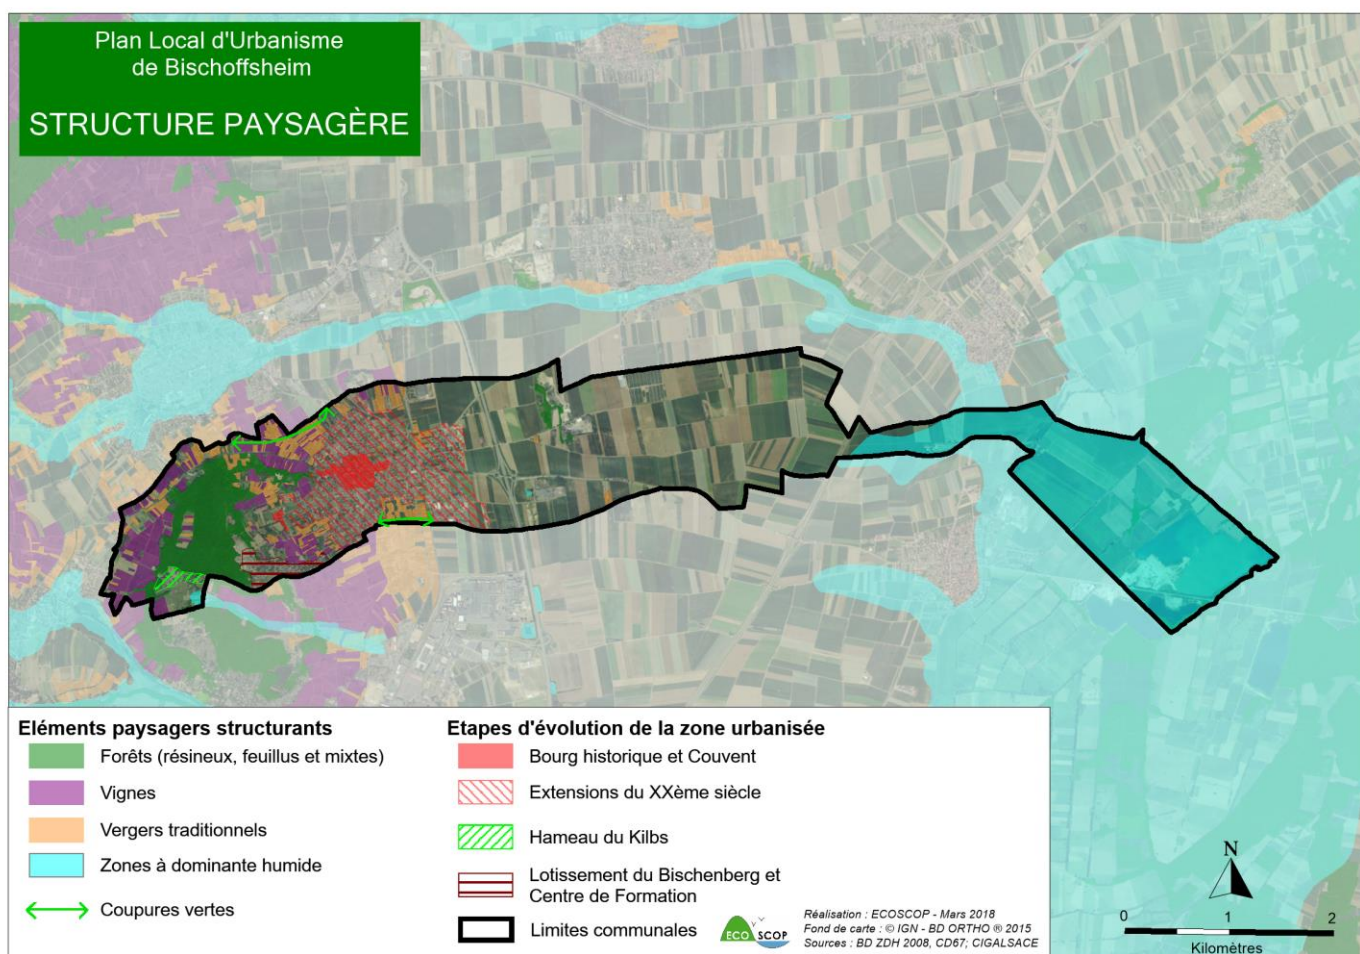 Plan Local d'Urbanisme
de Bischoffsheim
STRUCTURE PAYSAGÈRE
Eléments paysagers structurants
Forêts (résineux, feuillus et mixtes)
Vignes
Vergers traditionnels
Zones à dominante humide
Coupures vertes
Etapes d'évolution de la zone urbanisée
Bourg historique et Couvent
Extensions du XXème siècle
Hameau du Kilbs
Lotissement du Bischenberg et
Centre de Formation
Limites communales
ECO SCOP
Réalisation : ECOSCOP - Mars 2018
Fond de carte : © IGN - BD ORTHO ® 2015
Sources : BD ZDH 2008, CD67; CIGALSACE
N
0 1 2
Kilomètres